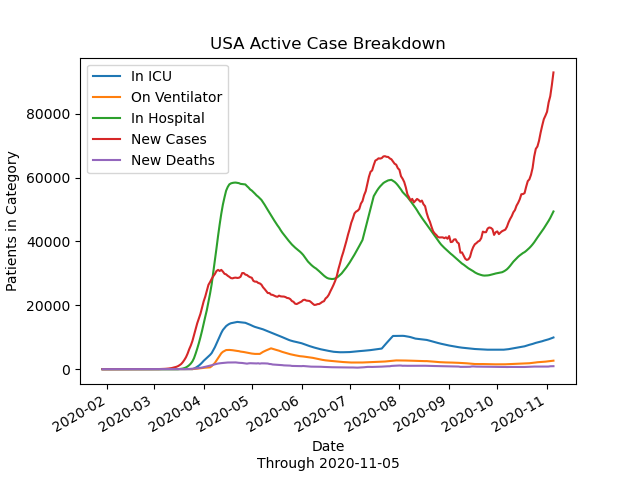 USA Active Case Breakdown
In ICU
On Ventilator
In Hospital
New Cases
New Deaths
Patients in Category
80000
60000
40000
20000
0
2020-02
2020-03
2020-04
2020-05
2020-06
2020-07
2020-08
2020-09
2020-10
2020-11
Date
Through 2020-11-05